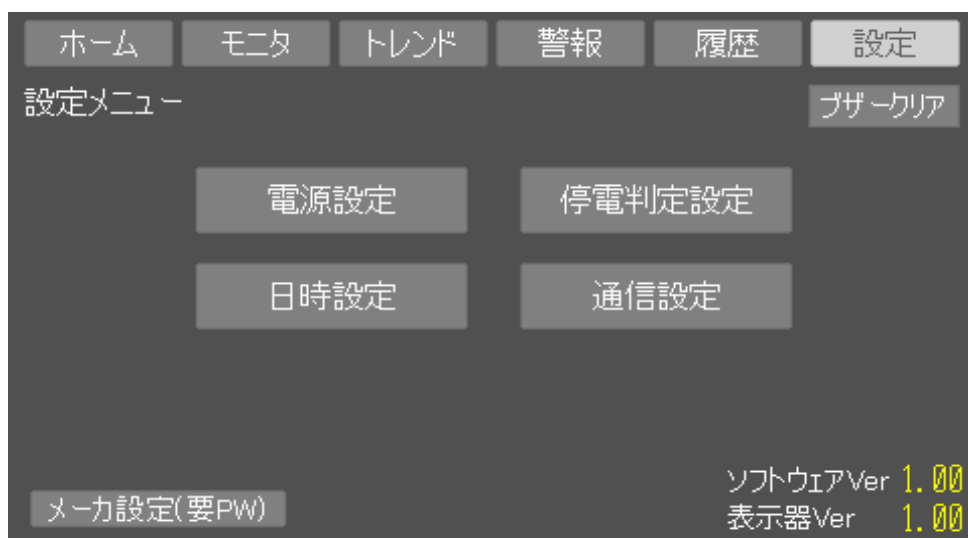 ホーム モニタ トレンド 警報 履歴 設定
設定メニュー ブザークリア
電源設定 停電判定設定
日時設定 通信設定
ソフトウェアVer 1.00
メーカ設定(要PW) 表示器Ver 1.00